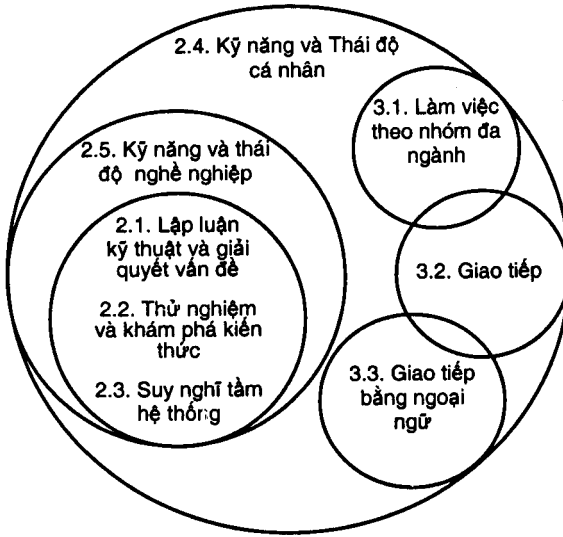 2.4. Kỹ năng và Thái độ
cá nhân
3.1. Làm việc
theo nhóm đa
ngành
2.5. Kỹ năng và thái
độ nghề nghiệp
2.1. Lập luận
kỹ thuật và giải
quyết vấn đề
2.2. Thử nghiệm
và khám phá kiến
thức
2.3. Suy nghĩ tầm
hệ thống
3.2. Giao tiếp
3.3. Giao tiếp
bằng ngoại
ngữ